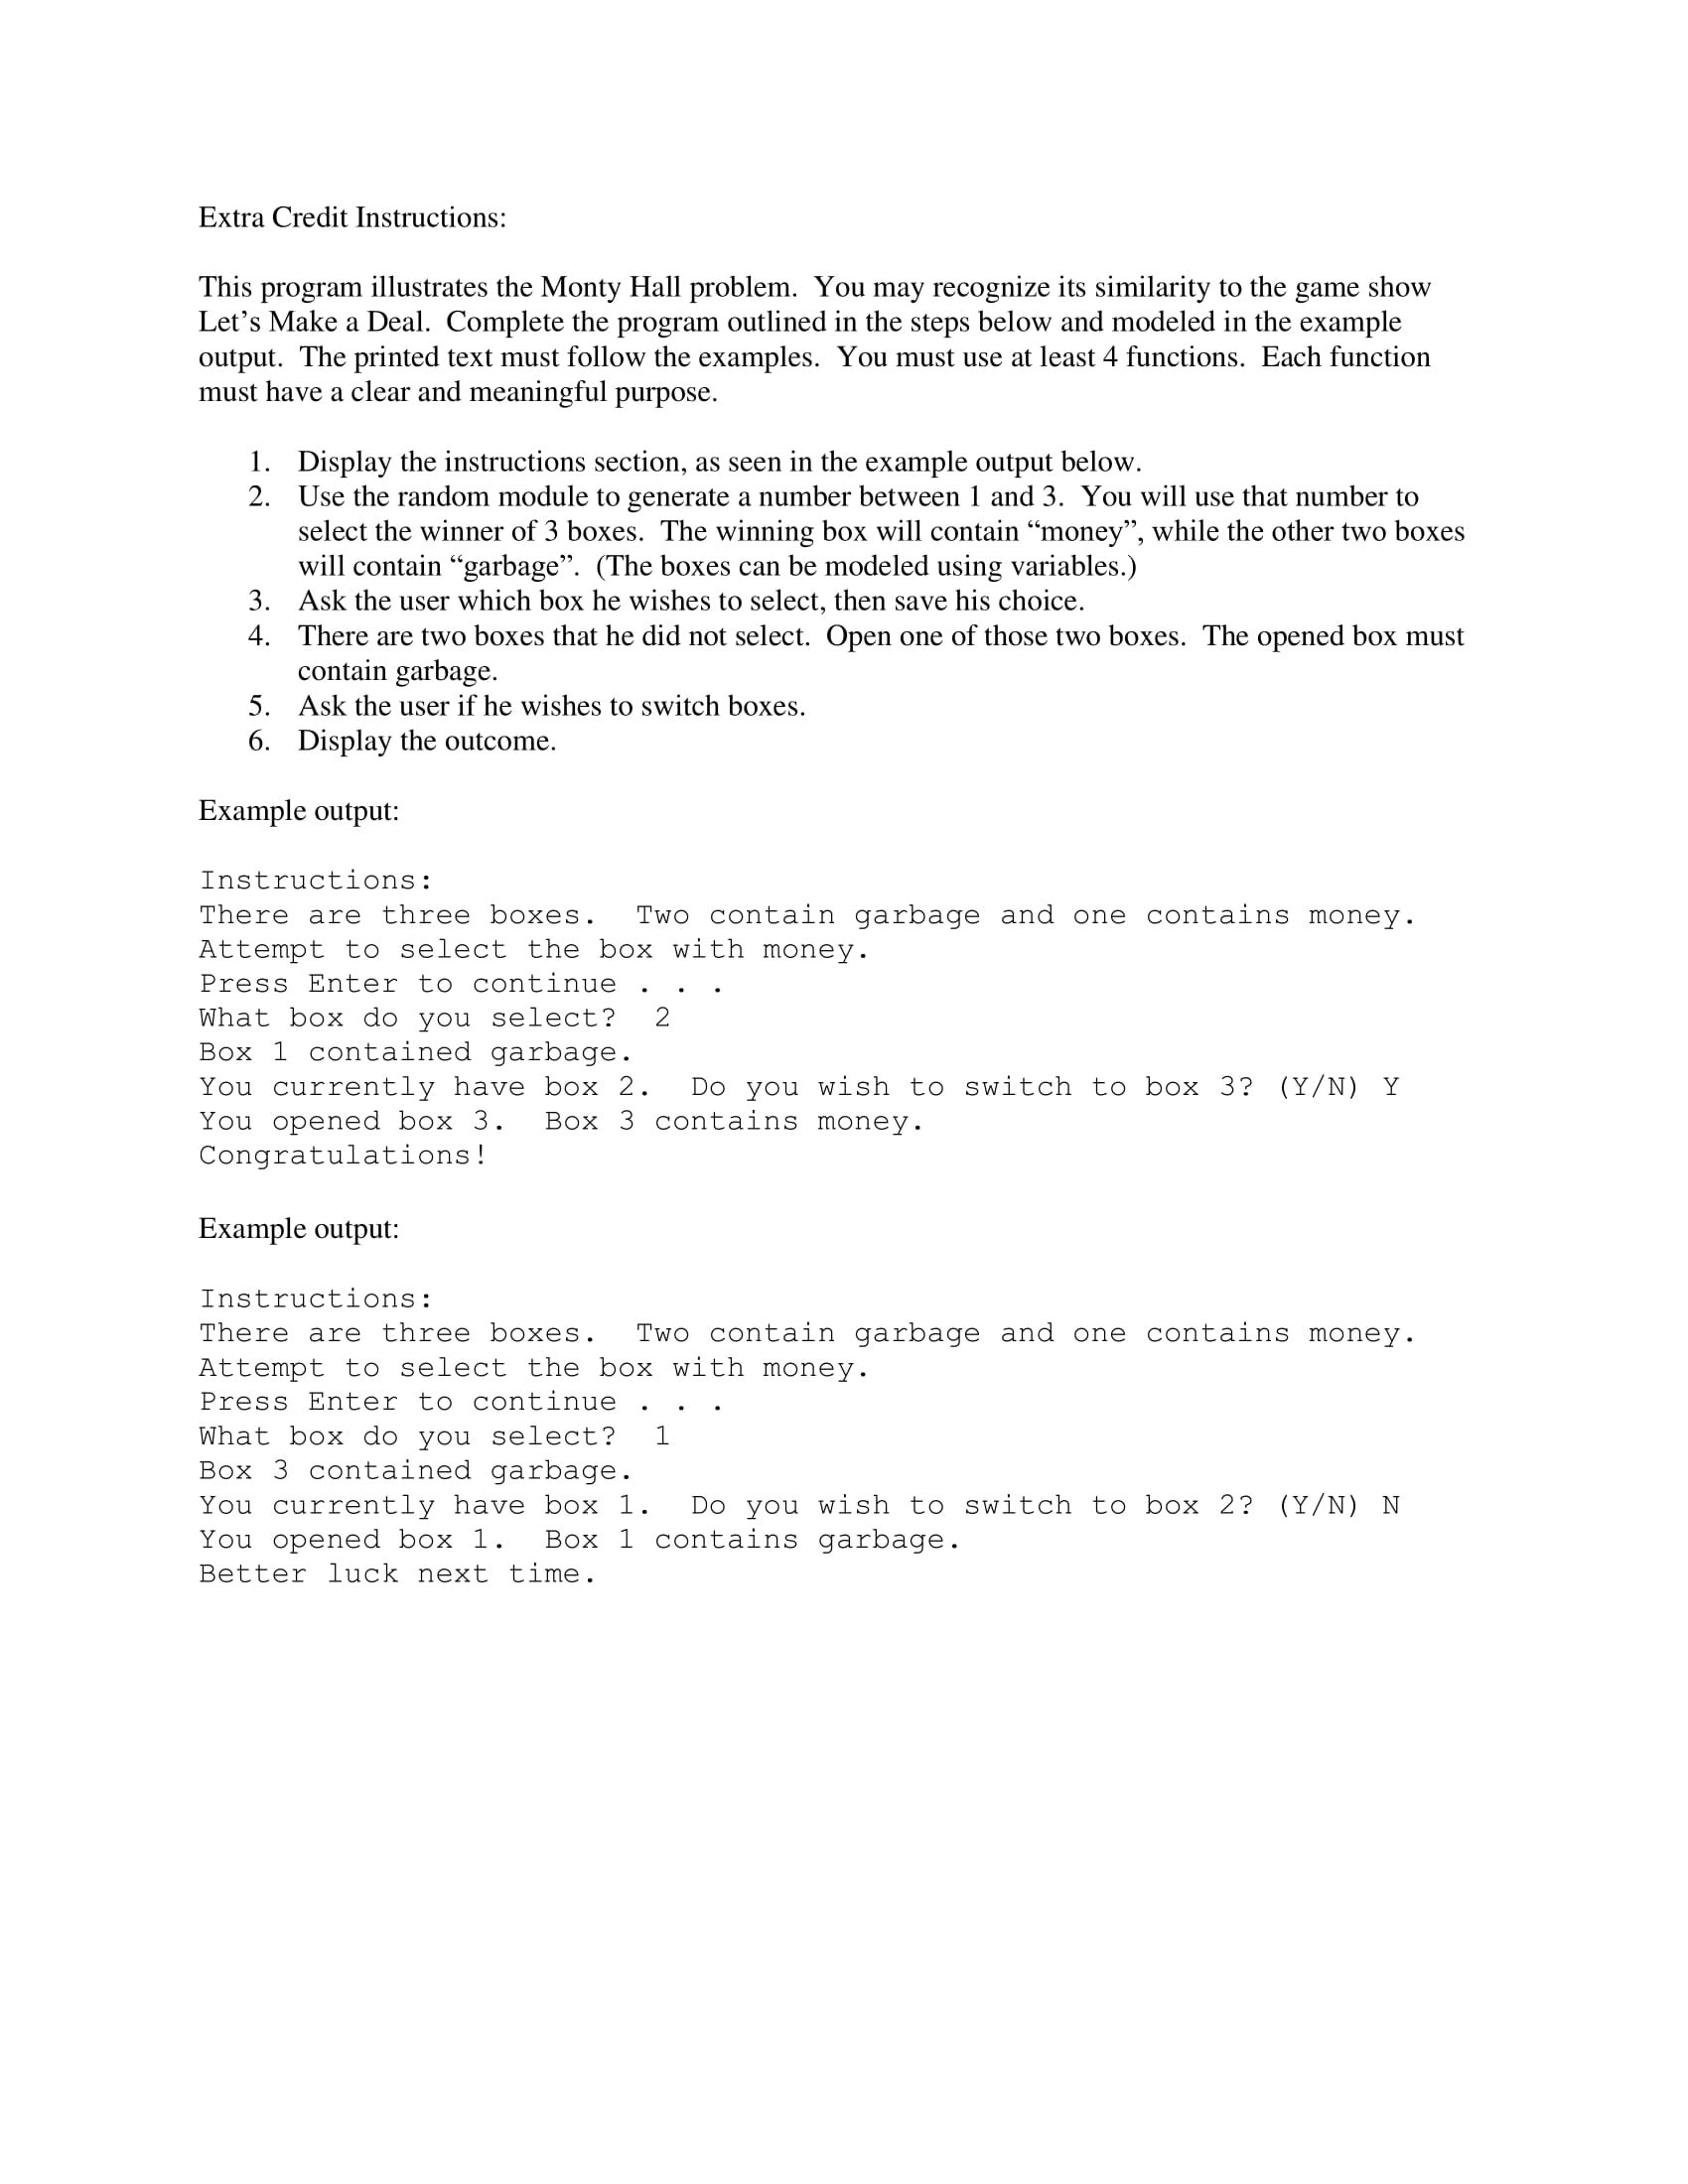 Extra Credit Instructions:
This program illustrates the Monty Hall problem.  You may recognize its similarity to the game show
Let’s Make a Deal.  Complete the program outlined in the steps below and modeled in the example
output.  The printed text must follow the examples.  You must use at least 4 functions.  Each function
must have a clear and meaningful purpose.
1. Display the instructions section, as seen in the example output below.
2. Use the random module to generate a number between 1 and 3.  You will use that number to
select the winner of 3 boxes.  The winning box will contain “money”, while the other two boxes
will contain “garbage”.  (The boxes can be modeled using variables.)
3. Ask the user which box he wishes to select, then save his choice.
4. There are two boxes that he did not select.  Open one of those two boxes.  The opened box must
contain garbage.
5. Ask the user if he wishes to switch boxes.
6. Display the outcome.
Example output:
Instructions:
There are three boxes.  Two contain garbage and one contains money.
Attempt to select the box with money.
Press Enter to continue . . .
What box do you select?  2
Box 1 contained garbage.
You currently have box 2.  Do you wish to switch to box 3? (Y/N) Y
You opened box 3.  Box 3 contains money.
Congratulations!
Example output:
Instructions:
There are three boxes.  Two contain garbage and one contains money.
Attempt to select the box with money.
Press Enter to continue . . .
What box do you select?  1
Box 3 contained garbage.
You currently have box 1.  Do you wish to switch to box 2? (Y/N) N
You opened box 1.  Box 1 contains garbage.
Better luck next time.